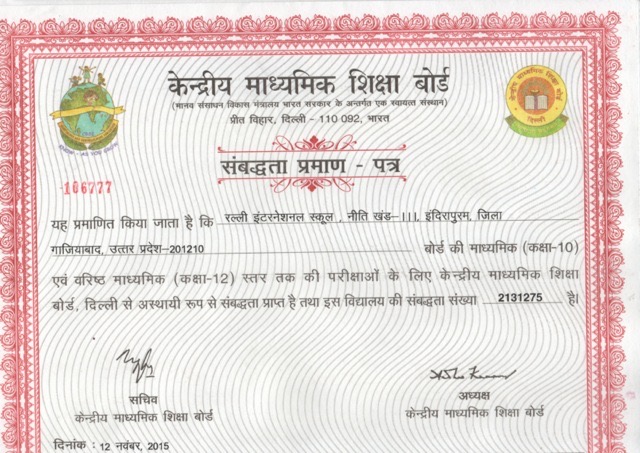 केन्द्रीय माध्यमिक शिक्षा बोर्ड
(मानव संसाधन विकास मंत्रालय भारत सरकार के अन्तर्गत एक स्वायत्त संस्थान)
प्रीत विहार, दिल्ली - 110 092, भारत
संबद्धता प्रमाण - पत्र
106777
यह प्रमाणित किया जाता है कि रल्ली इंटरनेशनल स्कूल , नीति खंड-III, इंदिरापुरम, जिला
गाजियाबाद, उत्तर प्रदेश-201210 बोर्ड की माध्यमिक (कक्षा-10)
एवं वरिष्ठ माध्यमिक (कक्षा-12) स्तर तक की परीक्षाओं के लिए केन्द्रीय माध्यमिक शिक्षा
बोर्ड, दिल्ली से अस्थायी रूप से संबद्धता प्राप्त है तथा इस विद्यालय की संबद्धता संख्या 2131275 है।
सचिव
केन्द्रीय माध्यमिक शिक्षा बोर्ड
अध्यक्ष
केन्द्रीय माध्यमिक शिक्षा बोर्ड
दिनांक : 12 नवंबर, 2015